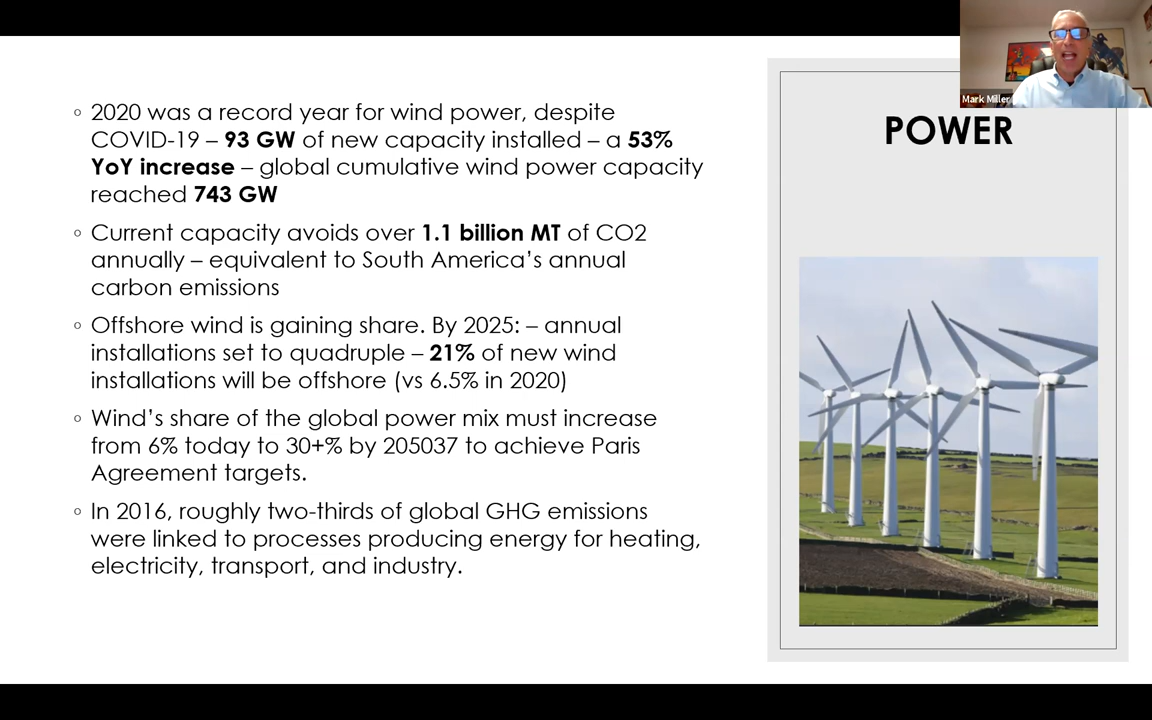 ◦ 2020 was a record year for wind power, despite
COVID-19 – 93 GW of new capacity installed – a 53%
YoY increase – global cumulative wind power capacity
reached 743 GW
◦ Current capacity avoids over 1.1 billion MT of CO2
annually – equivalent to South America’s annual
carbon emissions
◦ Offshore wind is gaining share. By 2025: – annual
installations set to quadruple – 21% of new wind
installations will be offshore (vs 6.5% in 2020)
◦ Wind’s share of the global power mix must increase
from 6% today to 30+% by 205037 to achieve Paris
Agreement targets.
◦ In 2016, roughly two-thirds of global GHG emissions
were linked to processes producing energy for heating,
electricity, transport, and industry.
Mark Miller
POWER